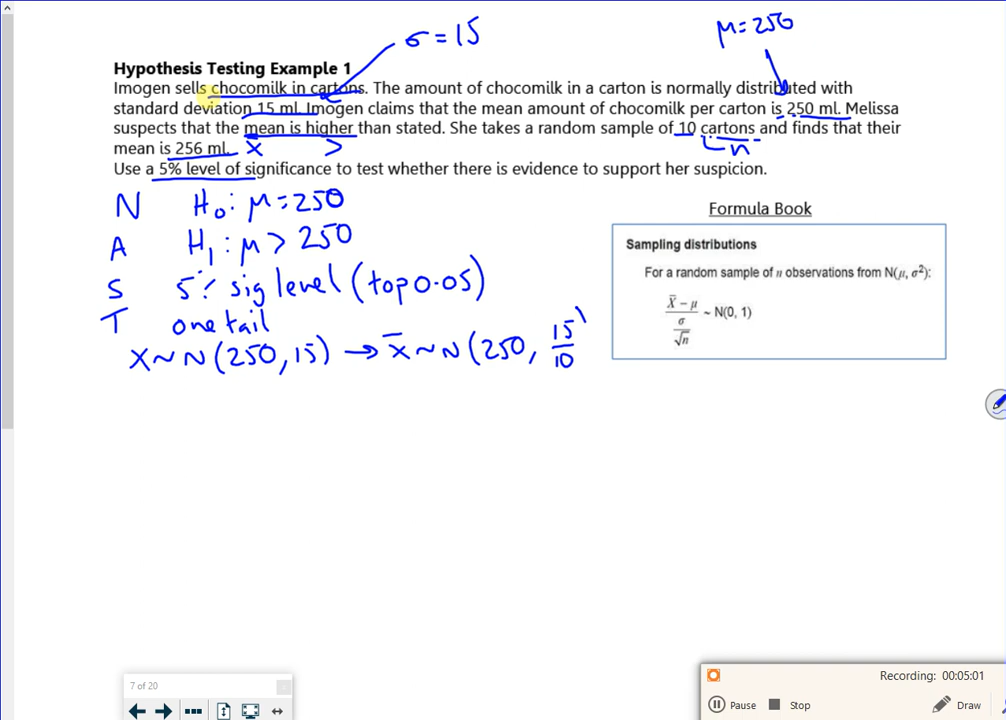 σ = 15
μ = 250
Hypothesis Testing Example 1
Imogen sells chocomilk in cartons. The amount of chocomilk in a carton is normally distributed with
standard deviation 15 ml. Imogen claims that the mean amount of chocomilk per carton is 250 ml. Melissa
suspects that the mean is higher than stated. She takes a random sample of 10 cartons and finds that their
mean is 256 ml.
x̄ > n
Use a 5% level of significance to test whether there is evidence to support her suspicion.
N H₀: μ = 250
A H₁: μ > 250
S 5% sig level (top 0.05)
T one tail
X ~ N(250, 15) → X̄ ~ N(250, 15/10
Formula Book
Sampling distributions
For a random sample of n observations from N(μ, σ²):
(X̄ − μ)/(σ/√n) ~ N(0, 1)
7 of 20
Recording: 00:05:01
Pause Stop Draw